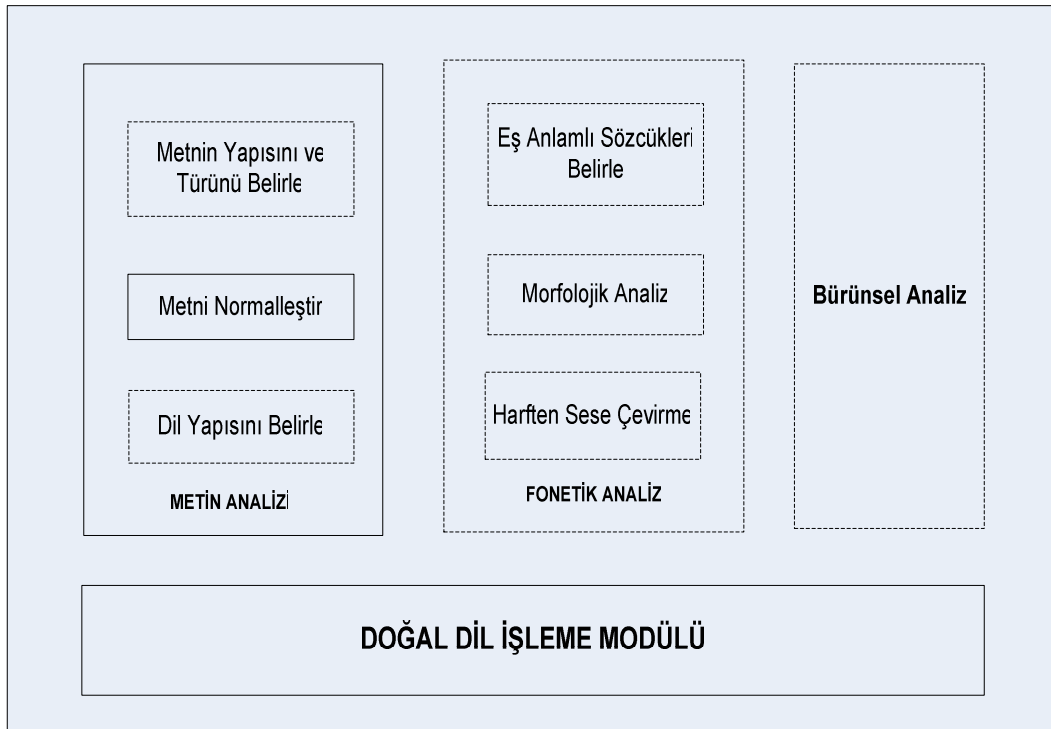 Metnin Yapısını ve
Türünü Belirle
Metni Normalleştir
Dil Yapısını Belirle
METİN ANALİZİ
Eş Anlamlı Sözcükleri
Belirle
Morfolojik Analiz
Harften Sese Çevirme
FONETİK ANALİZ
Bürünsel Analiz
DOĞAL DİL İŞLEME MODÜLÜ